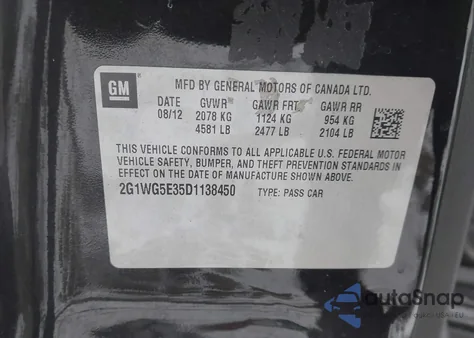 GM
MFD BY GENERAL MOTORS OF CANADA LTD.
DATE GVWR GAWR FRT GAWR RR
08/12 2078 KG 1124 KG 954 KG
4581 LB 2477 LB 2104 LB
THIS VEHICLE CONFORMS TO ALL APPLICABLE U.S. FEDERAL MOTOR
VEHICLE SAFETY, BUMPER, AND THEFT PREVENTION STANDARDS IN
EFFECT ON THE DATE OF MANUFACTURE SHOWN ABOVE.
2G1WG5E35D1138450 TYPE: PASS CAR
autaSnap